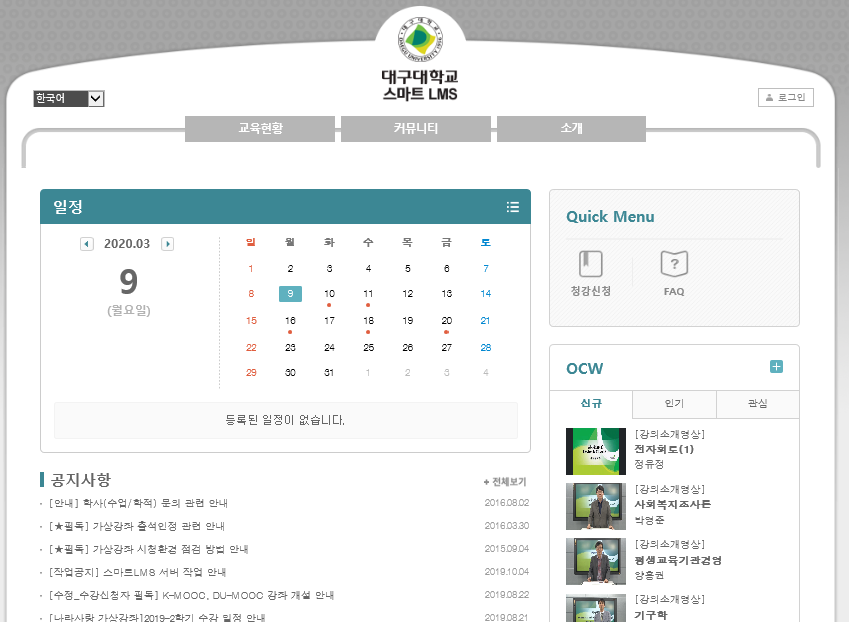 대구대학교
DAEGU UNIVERSITY 1956
대구대학교
스마트 LMS
한국어
로그인
교육현황
커뮤니티
소개
일정
2020.03
9
(월요일)
일 월 화 수 목 금 토
1 2 3 4 5 6 7
8 9 10 11 12 13 14
15 16 17 18 19 20 21
22 23 24 25 26 27 28
29 30 31 1 2 3 4
등록된 일정이 없습니다.
공지사항
+ 전체보기
· [안내] 학사(수업/학적) 문의 관련 안내 2016.08.02
· [★필독] 가상강좌 출석인정 관련 안내 2016.03.30
· [★필독] 가상강좌 시청환경 점검 방법 안내 2015.09.04
· [작업공지] 스마트LMS 서버 작업 안내 2019.10.04
· [수정_수강신청자 필독] K-MOOC, DU-MOOC 강좌 개설 안내 2019.08.22
· [나라사랑 가상강좌]2019-2학기 수강 일정 안내 2019.08.21
Quick Menu
청강신청
FAQ
OCW
신규
인기
관심
[강의소개영상]
전자회로(1)
정유정
[강의소개영상]
사회복지조사론
박영준
[강의소개영상]
평생교육기관경영
양흥권
[강의소개영상]
기구학